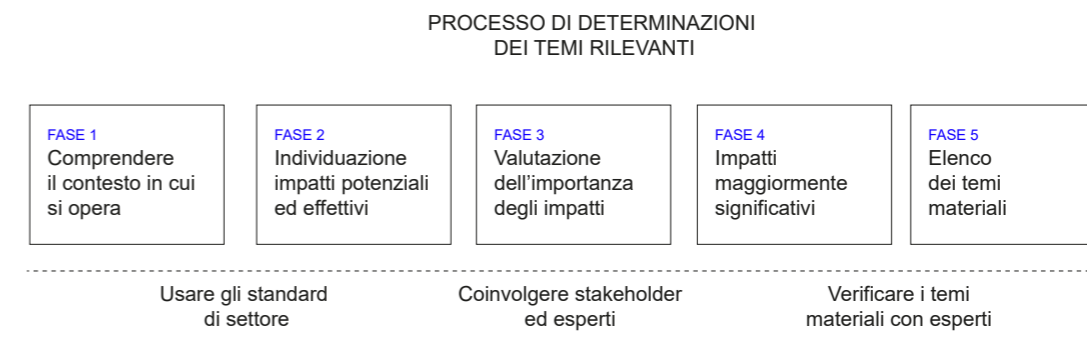 PROCESSO DI DETERMINAZIONI
DEI TEMI RILEVANTI
FASE 1
Comprendere
il contesto in cui
si opera
FASE 2
Individuazione
impatti potenziali
ed effettivi
FASE 3
Valutazione
dell’importanza
degli impatti
FASE 4
Impatti
maggiormente
significativi
FASE 5
Elenco
dei temi
materiali
Usare gli standard
di settore
Coinvolgere stakeholder
ed esperti
Verificare i temi
materiali con esperti